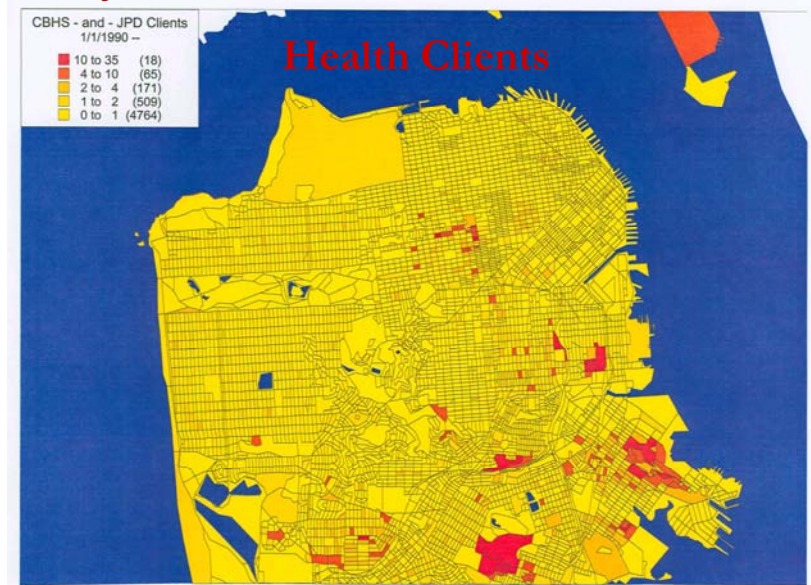 CBHS - and - JPD Clients
1/1/1990 --
10 to 35 (18)
4 to 10 (65)
2 to 4 (171)
1 to 2 (509)
0 to 1 (4764)
Health Clients